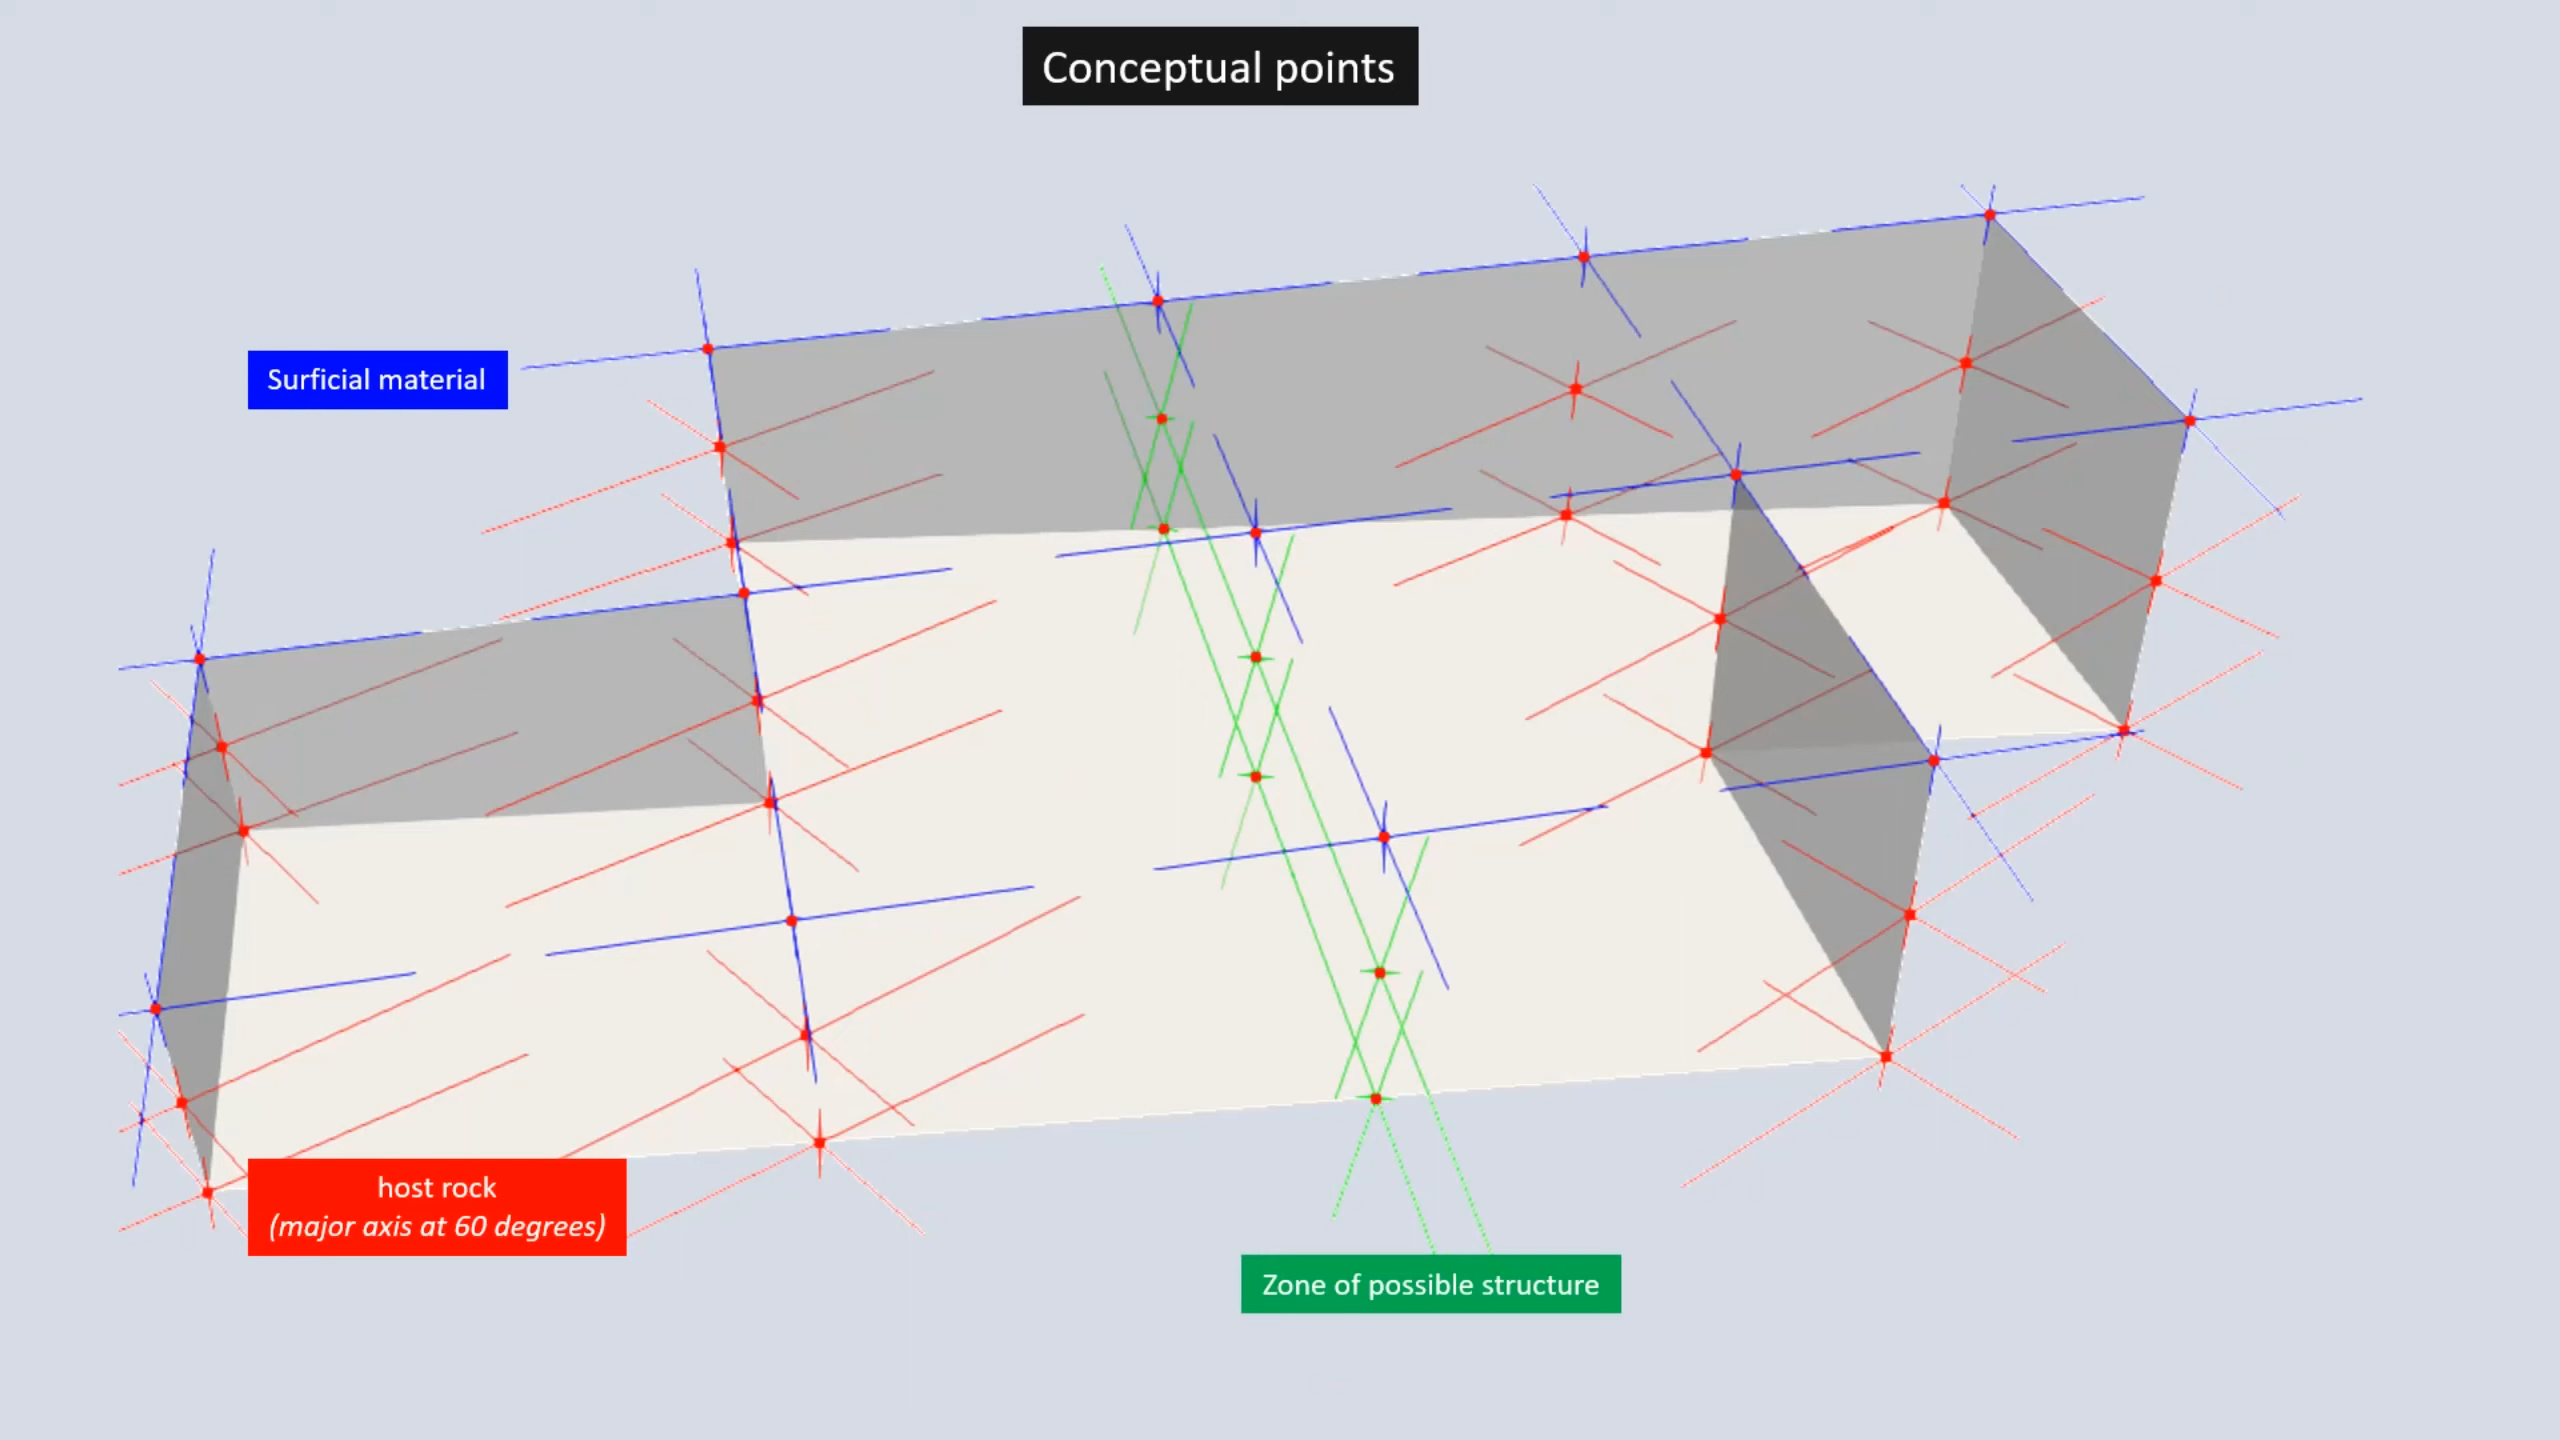 Conceptual points
Surficial material
host rock
(major axis at 60 degrees)
Zone of possible structure